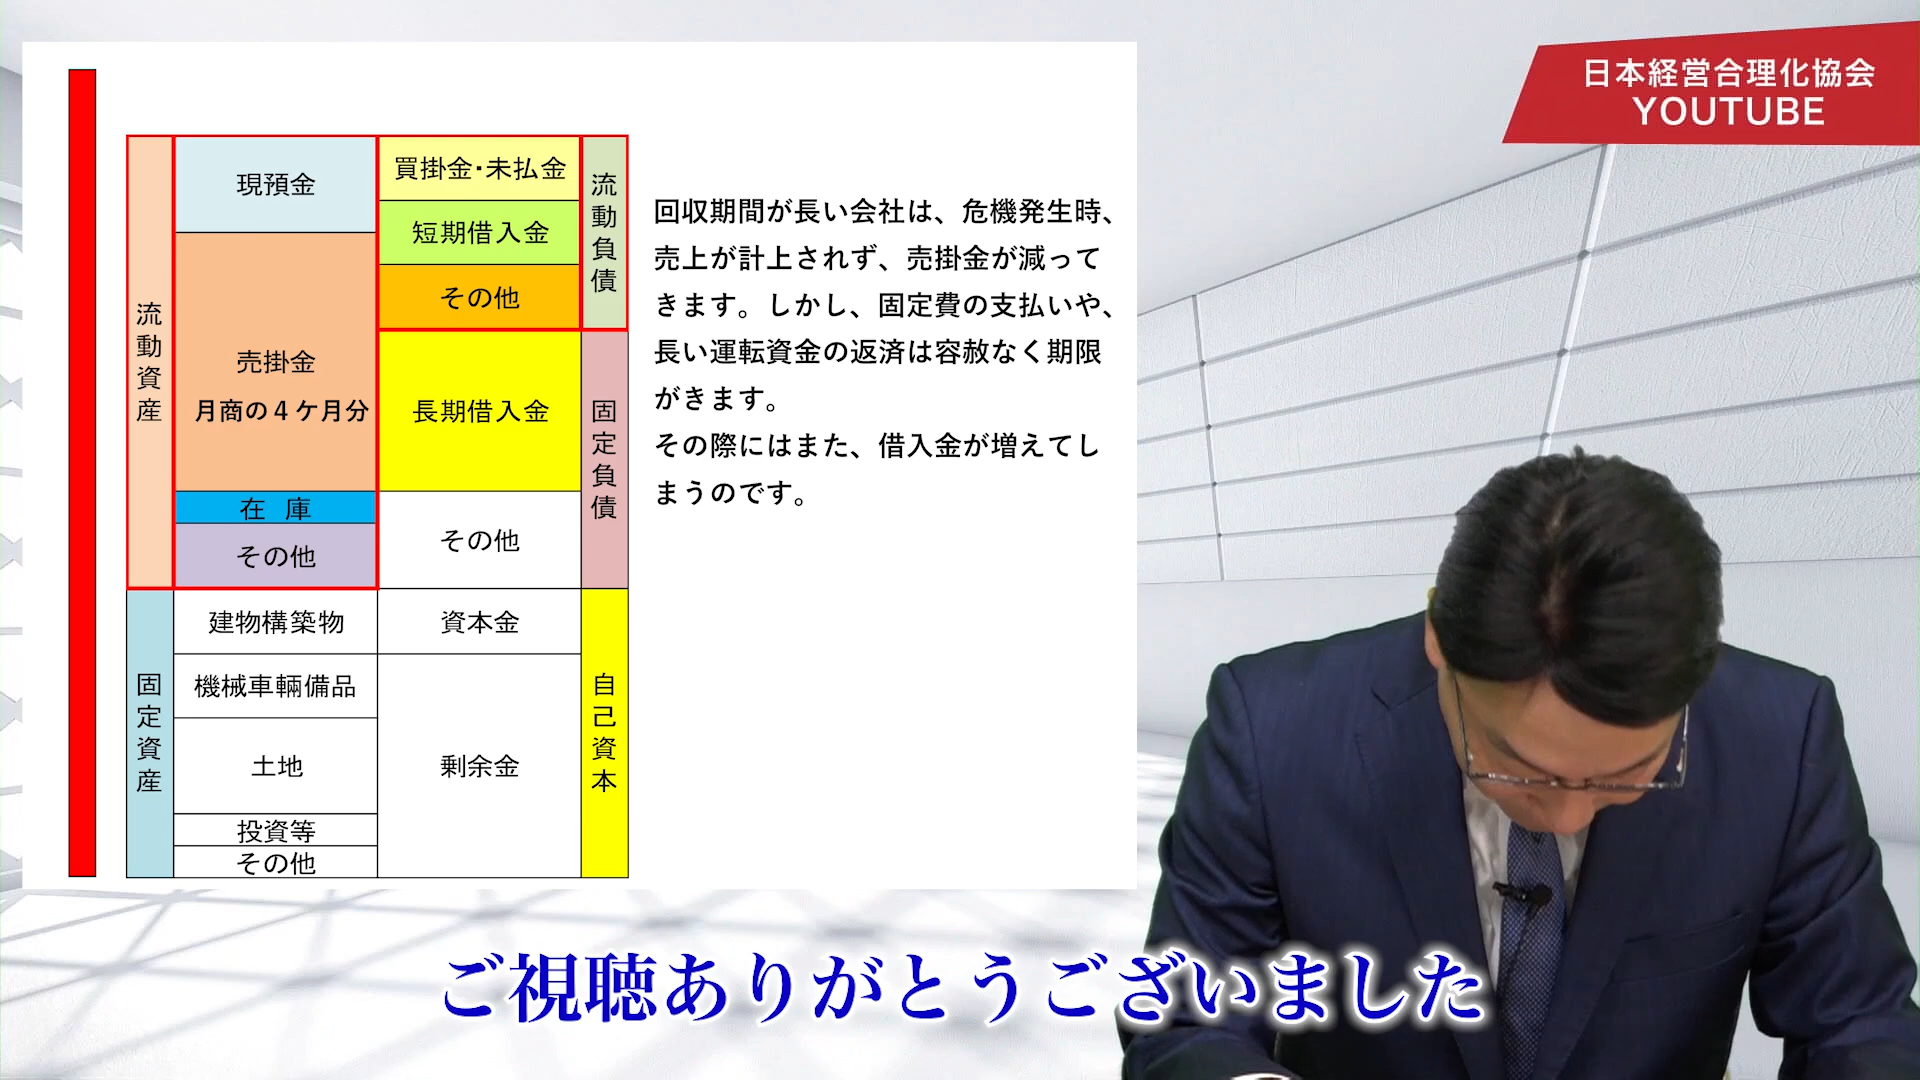 日本経営合理化協会
YOUTUBE
流動資産
現預金
売掛金
月商の4ケ月分
在 庫
その他
固定資産
建物構築物
機械車輛備品
土地
投資等
その他
買掛金・未払金
短期借入金
その他
流動負債
長期借入金
その他
固定負債
資本金
剰余金
自己資本
回収期間が長い会社は、危機発生時、
売上が計上されず、売掛金が減って
きます。しかし、固定費の支払いや、
長い運転資金の返済は容赦なく期限
がきます。
その際にはまた、借入金が増えてし
まうのです。
ご視聴ありがとうございました